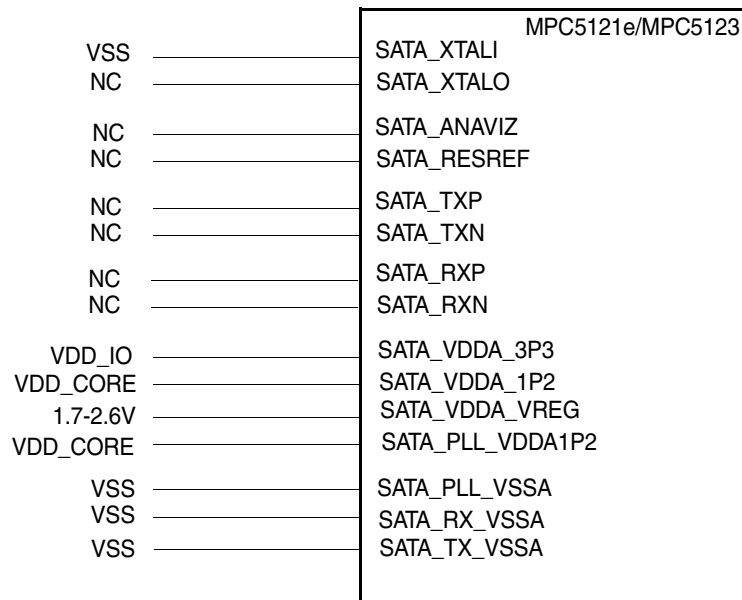 MPC5121e/MPC5123
VSS SATA_XTALI
NC SATA_XTALO
NC SATA_ANAVIZ
NC SATA_RESREF
NC SATA_TXP
NC SATA_TXN
NC SATA_RXP
NC SATA_RXN
VDD_IO SATA_VDDA_3P3
VDD_CORE SATA_VDDA_1P2
1.7-2.6V SATA_VDDA_VREG
VDD_CORE SATA_PLL_VDDA1P2
VSS SATA_PLL_VSSA
VSS SATA_RX_VSSA
VSS SATA_TX_VSSA